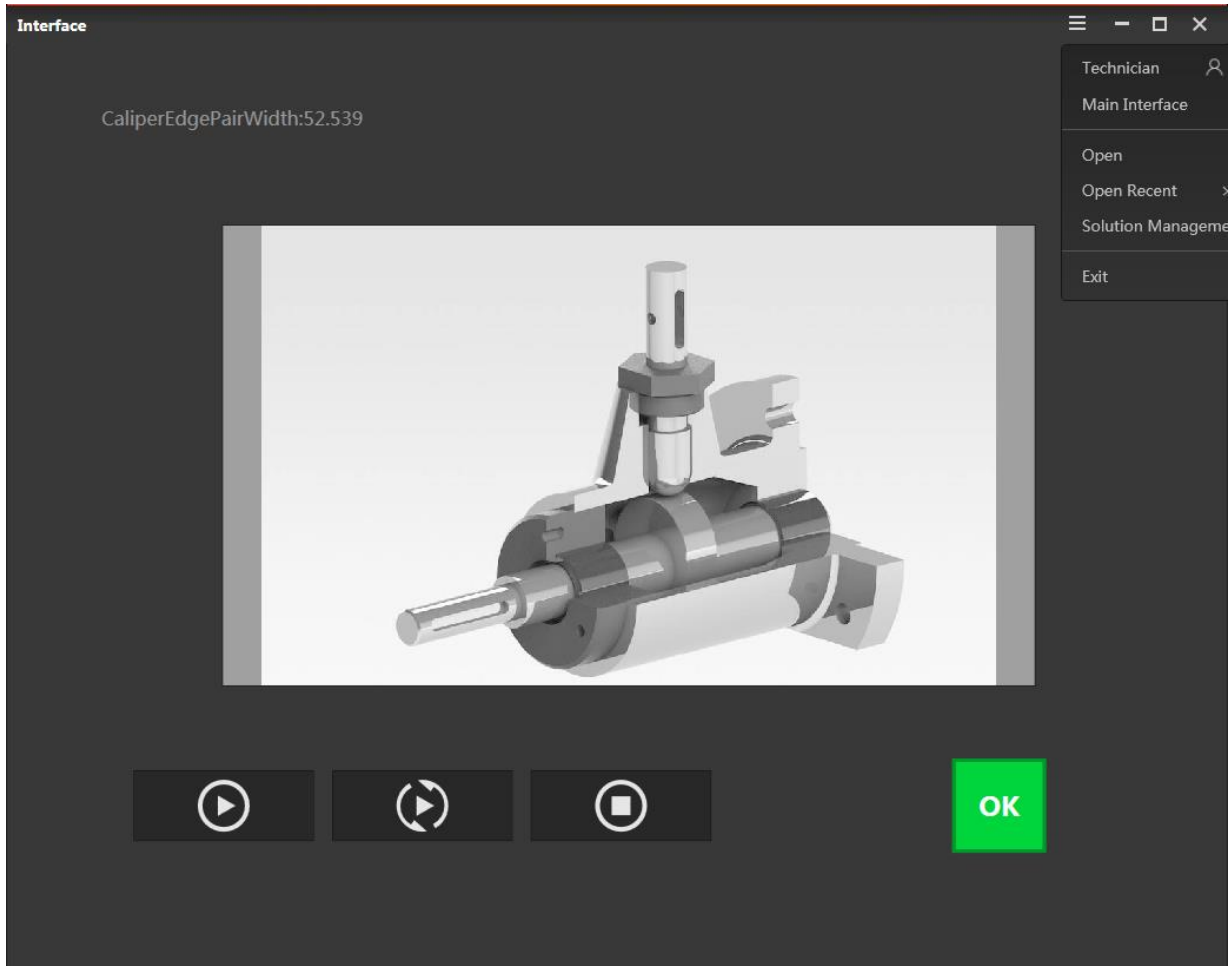 Interface
Technician
Main Interface
CaliperEdgePairWidth:52.539
Open
Open Recent
Solution Manageme
Exit
OK